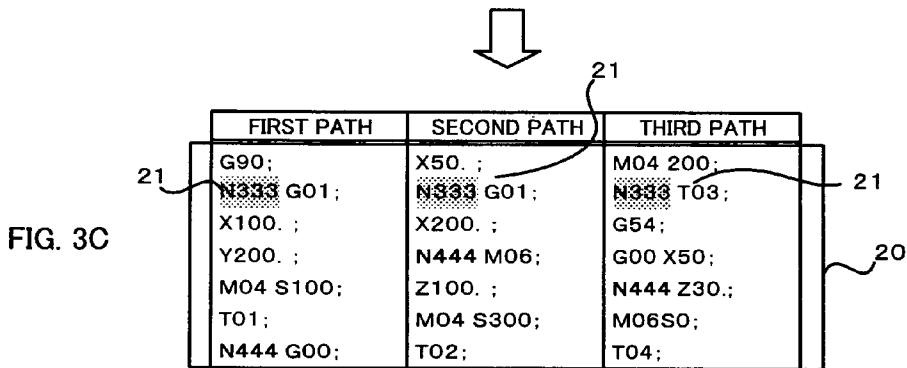 21
FIRST PATH SECOND PATH THIRD PATH
G90; X50. ; M04 200;
21 N333 G01; N333 G01; N333 T03; 21
X100. ; X200. ; G54;
FIG. 3C Y200. ; N444 M06; G00 X50; 20
M04 S100; Z100. ; N444 Z30.;
T01; M04 S300; M06S0;
N444 G00; T02; T04;